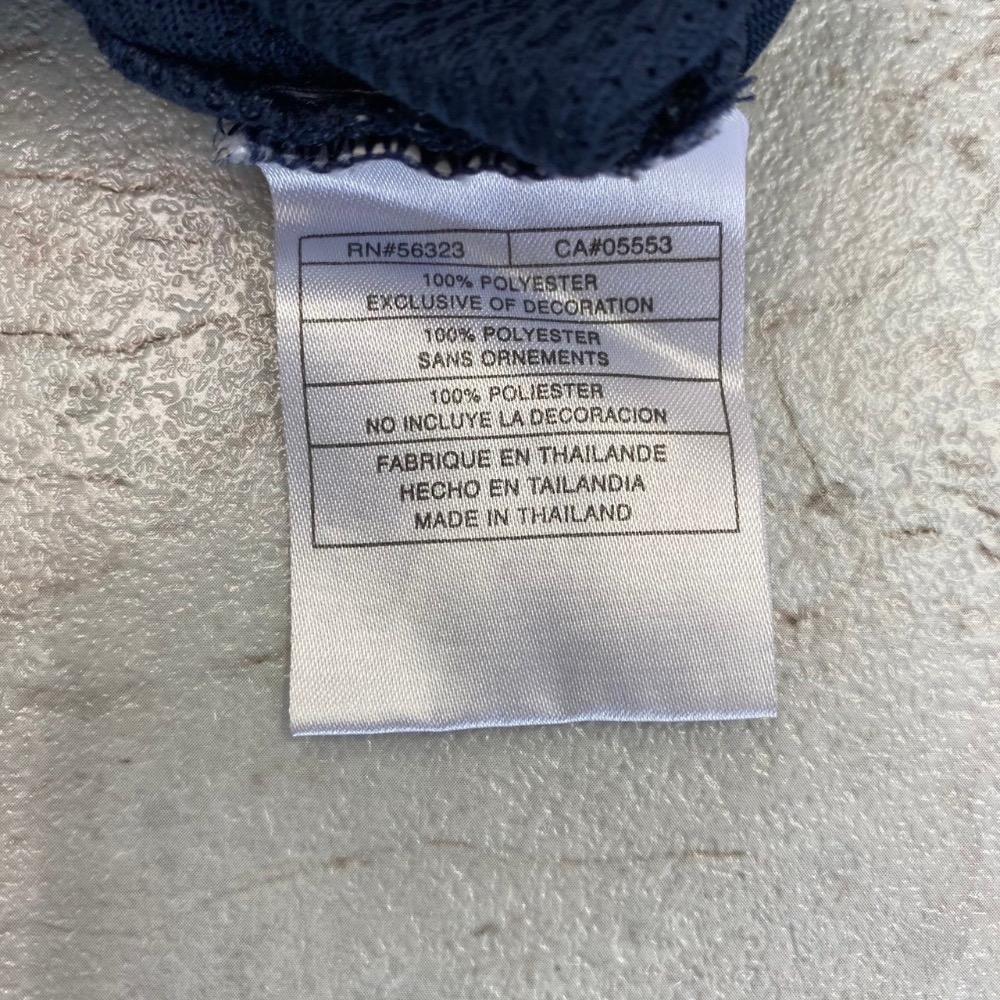 RN#56323 CA#05553
100% POLYESTER
EXCLUSIVE OF DECORATION
100% POLYESTER
SANS ORNEMENTS
100% POLIESTER
NO INCLUYE LA DECORACION
FABRIQUE EN THAILANDE
HECHO EN TAILANDIA
MADE IN THAILAND